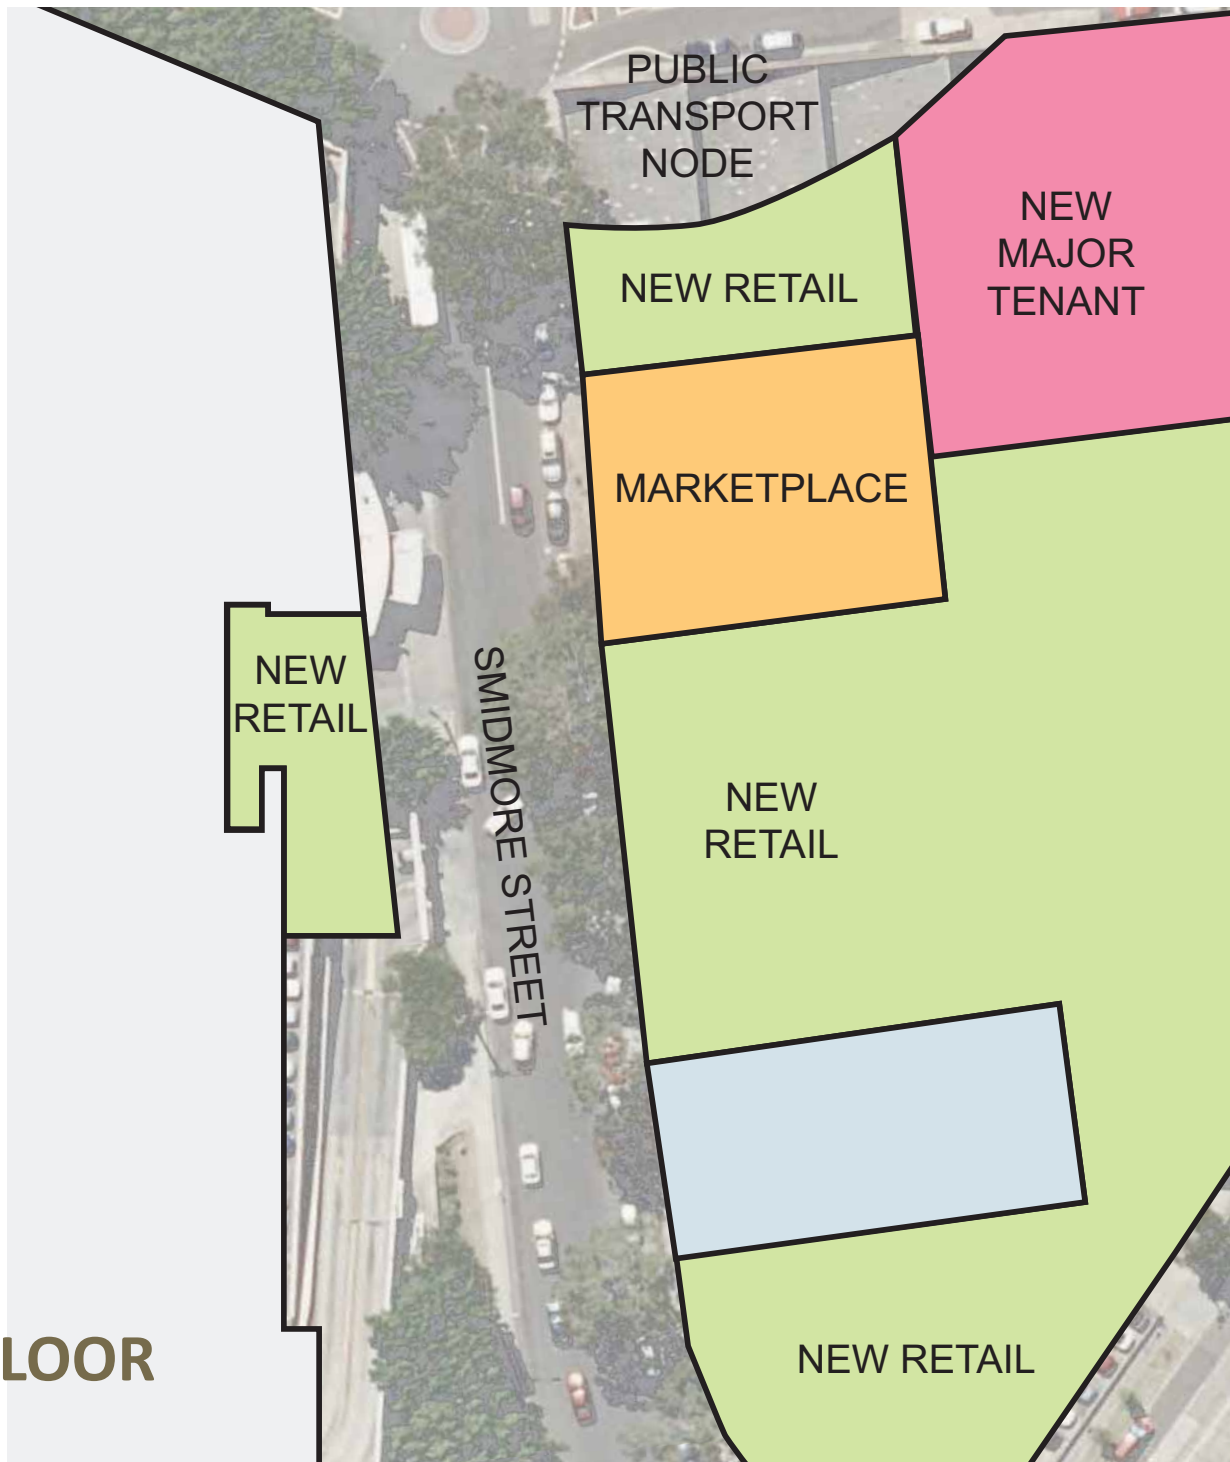 PUBLIC
TRANSPORT
NODE
NEW
MAJOR
TENANT
NEW RETAIL
MARKETPLACE
NEW
RETAIL
SMIDMORE STREET
NEW
RETAIL
NEW RETAIL
LOOR